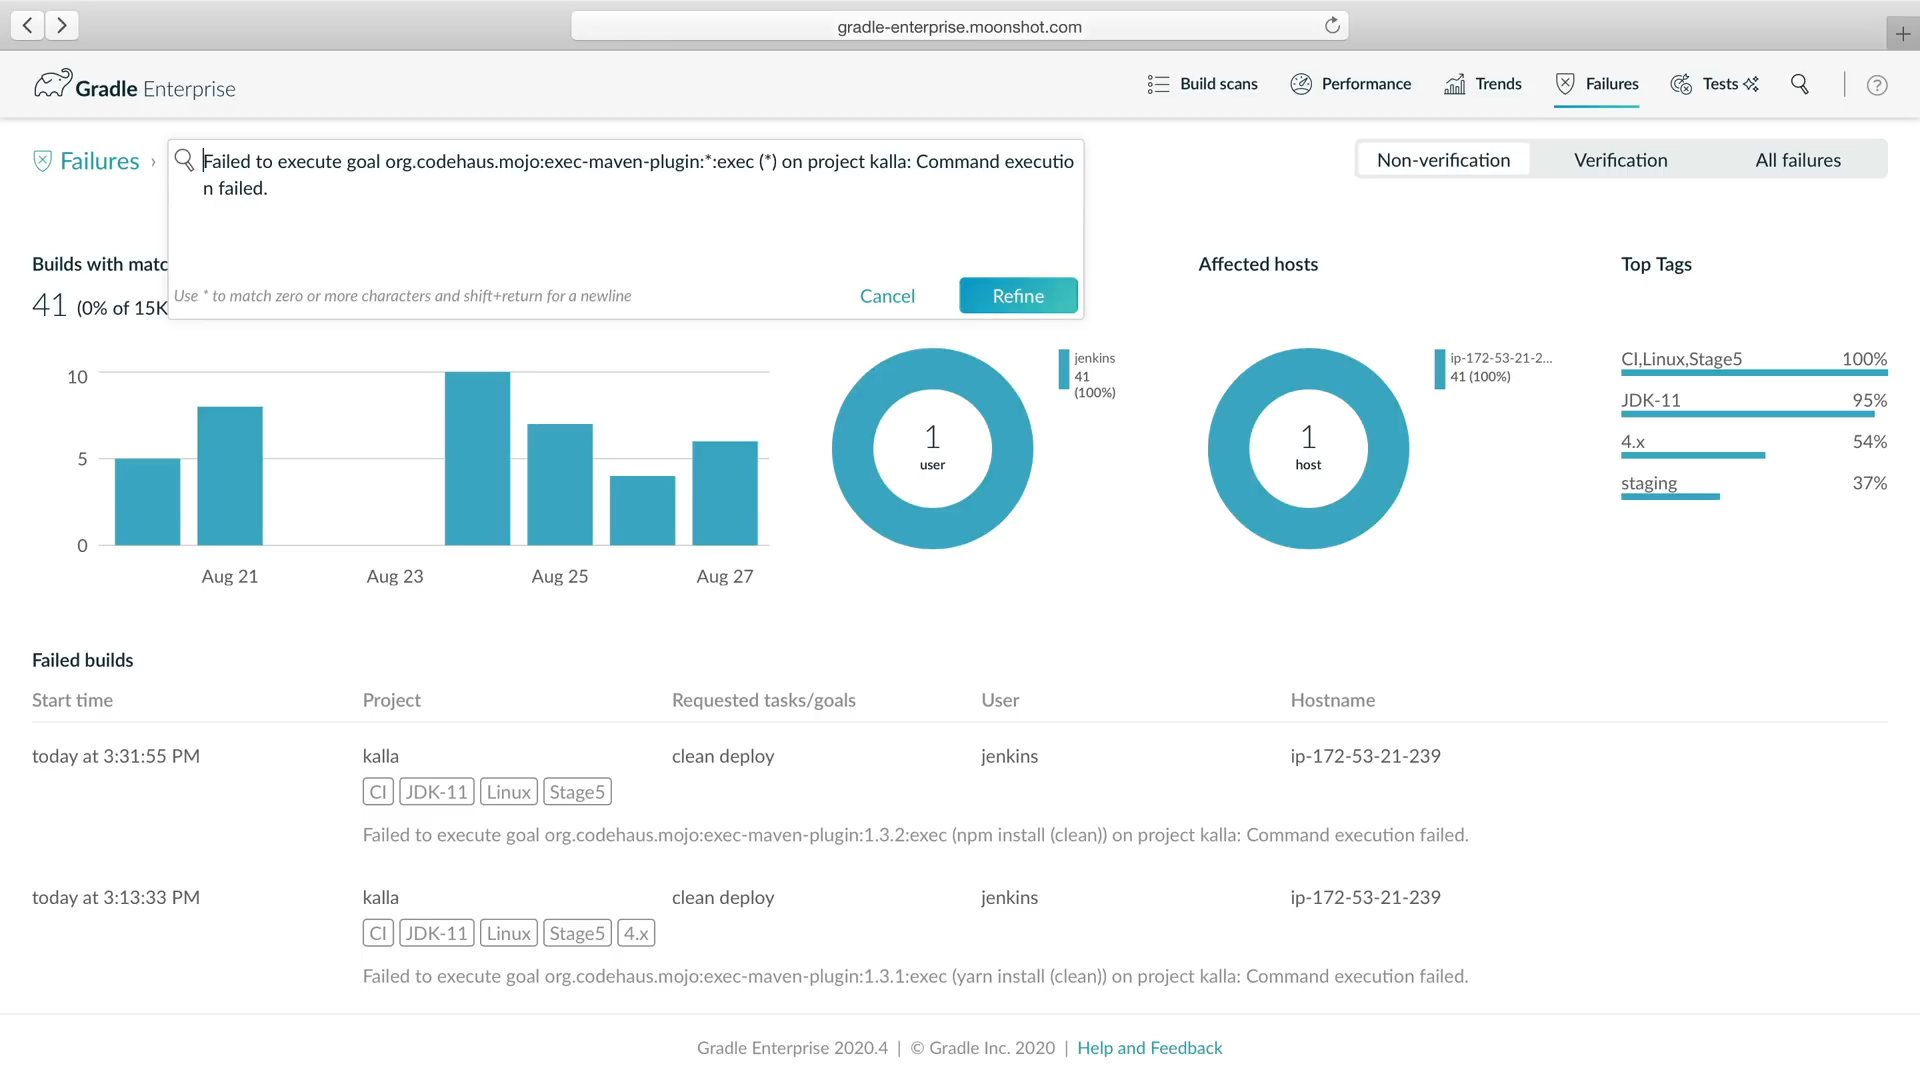 gradle-enterprise.moonshot.com
Gradle Enterprise
Build scans
Performance
Trends
Failures
Tests
Failures ›
Failed to execute goal org.codehaus.mojo:exec-maven-plugin:*:exec (*) on project kalla: Command executio
n failed.
Use * to match zero or more characters and shift+return for a newline
Cancel
Refine
Non-verification
Verification
All failures
Builds with matc
41 (0% of 15K
10
5
0
Aug 21
Aug 23
Aug 25
Aug 27
1
user
jenkins
41
(100%)
Affected hosts
1
host
ip-172-53-21-2...
41 (100%)
Top Tags
CI,Linux,Stage5 100%
JDK-11 95%
4.x 54%
staging 37%
Failed builds
Start time Project Requested tasks/goals User Hostname
today at 3:31:55 PM kalla clean deploy jenkins ip-172-53-21-239
CI JDK-11 Linux Stage5
Failed to execute goal org.codehaus.mojo:exec-maven-plugin:1.3.2:exec (npm install (clean)) on project kalla: Command execution failed.
today at 3:13:33 PM kalla clean deploy jenkins ip-172-53-21-239
CI JDK-11 Linux Stage5 4.x
Failed to execute goal org.codehaus.mojo:exec-maven-plugin:1.3.1:exec (yarn install (clean)) on project kalla: Command execution failed.
Gradle Enterprise 2020.4 | © Gradle Inc. 2020 | Help and Feedback